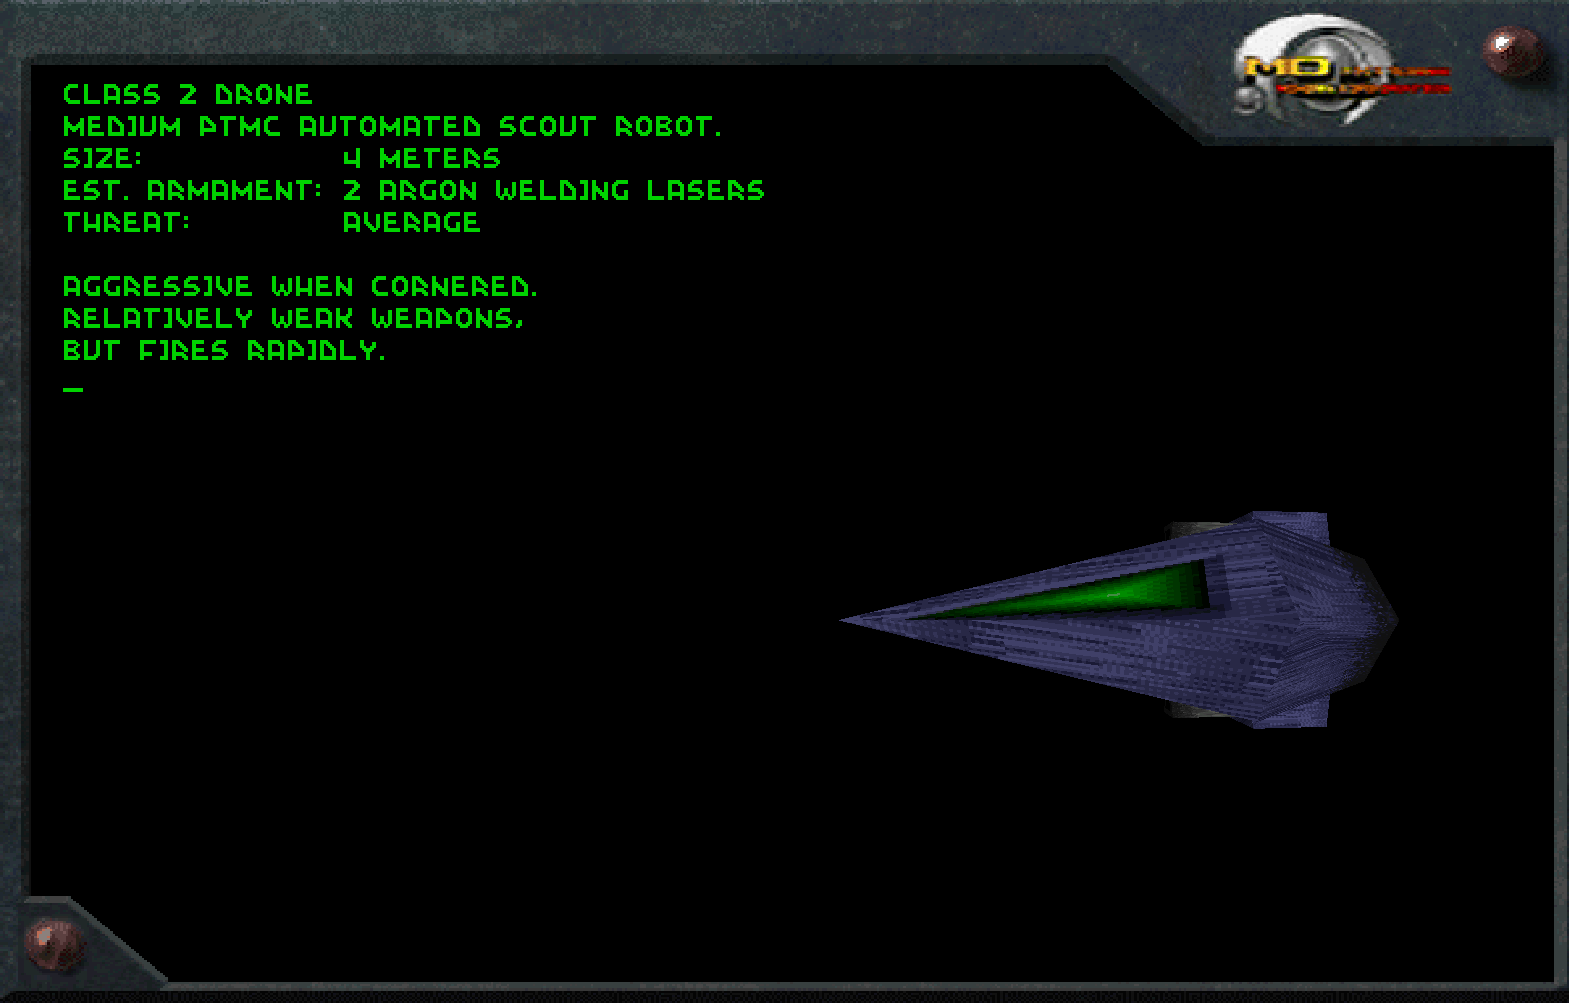 CLASS 2 DRONE
MEDIUM PTMC AUTOMATED SCOUT ROBOT.
SIZE: 4 METERS
EST. ARMAMENT: 2 ARGON WELDING LASERS
THREAT: AVERAGE
AGGRESSIVE WHEN CORNERED.
RELATIVELY WEAK WEAPONS,
BUT FIRES RAPIDLY.
MD